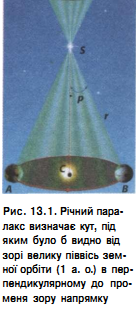 S
P
r
A
B
Рис. 13.1. Річний пара-
лакс визначає кут, під
яким було б видно від
зорі велику піввісь зем-
ної орбіти (1 а. о.) в пер-
пендикулярному до про-
меня зору напрямку